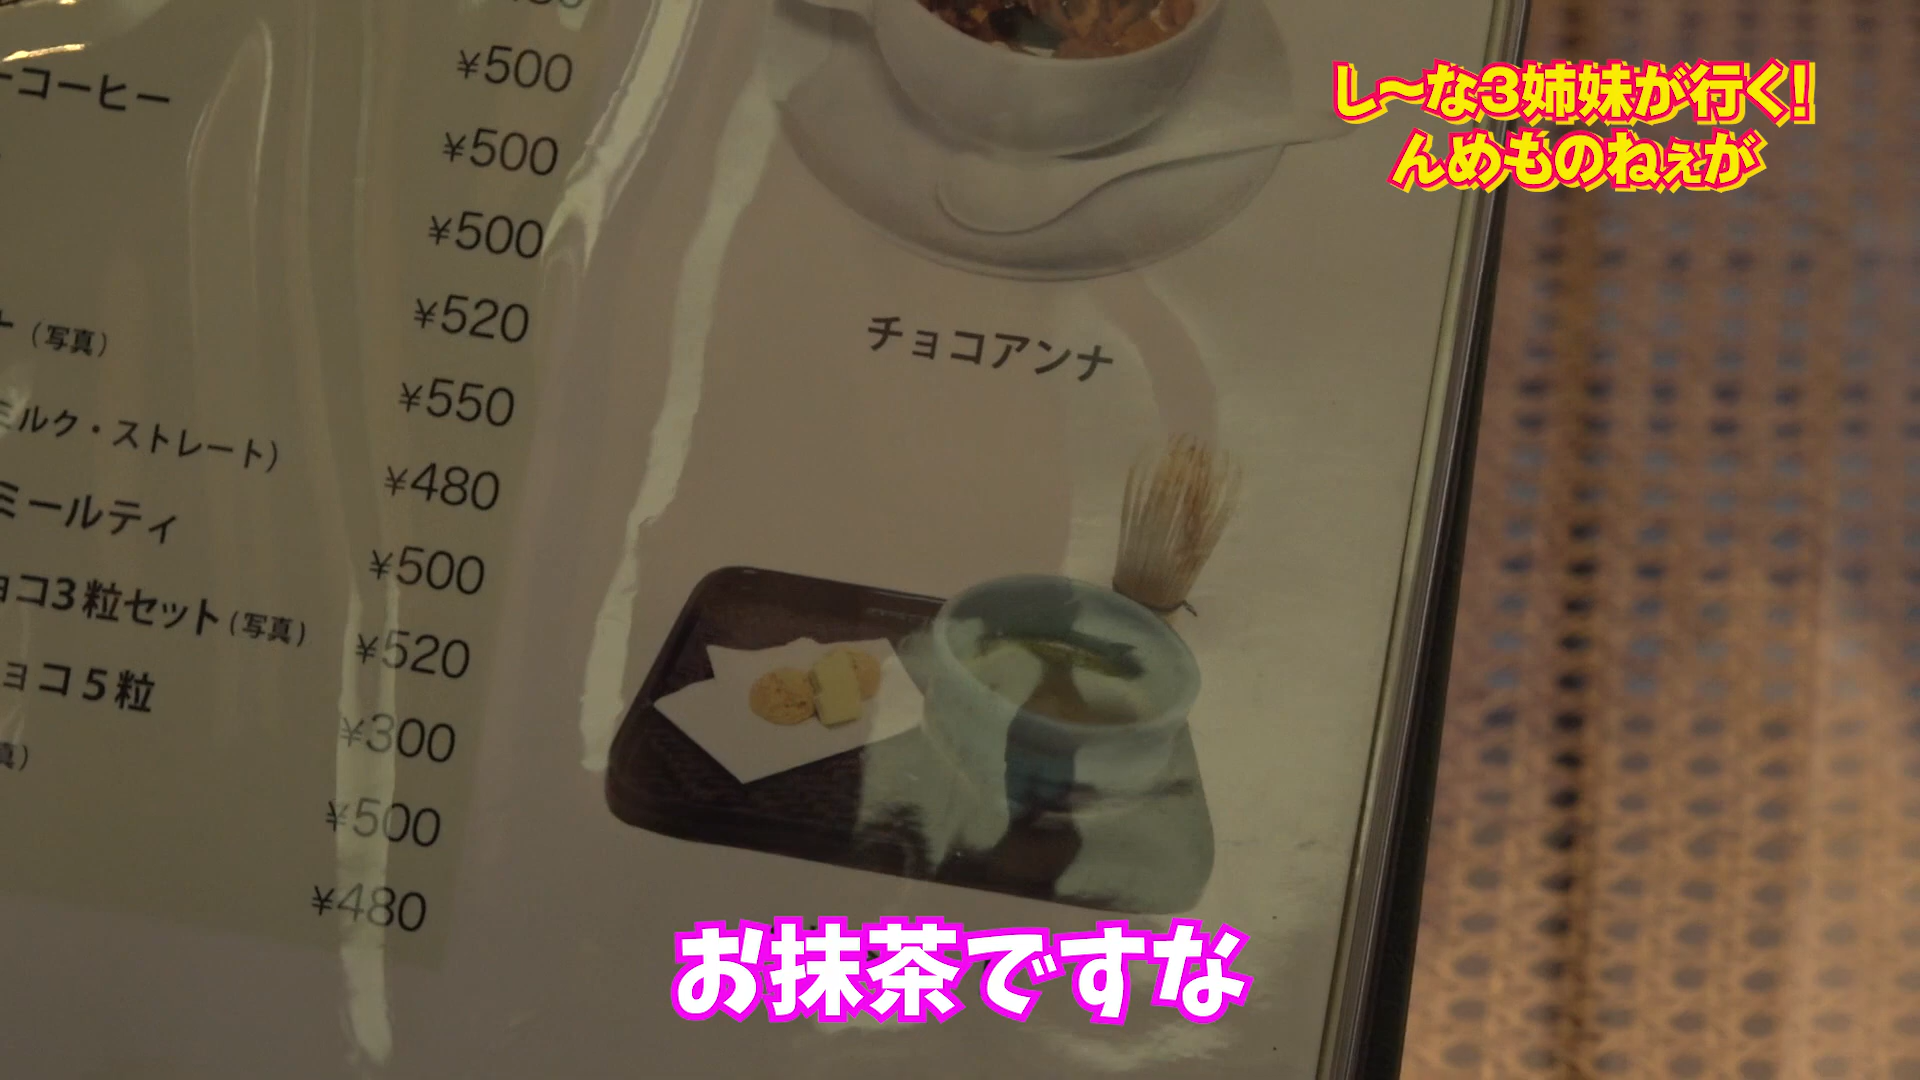 し〜な3姉妹が行く!
んめものねぇが
¥500
ーコーヒー
¥500
¥500
¥520
(写真)
¥550
ミルク・ストレート)
¥480
ミールティ
¥500
ョコ3粒セット(写真)
¥520
ョコ5粒
¥300
真)
¥500
¥480
チョコアンナ
お抹茶ですな